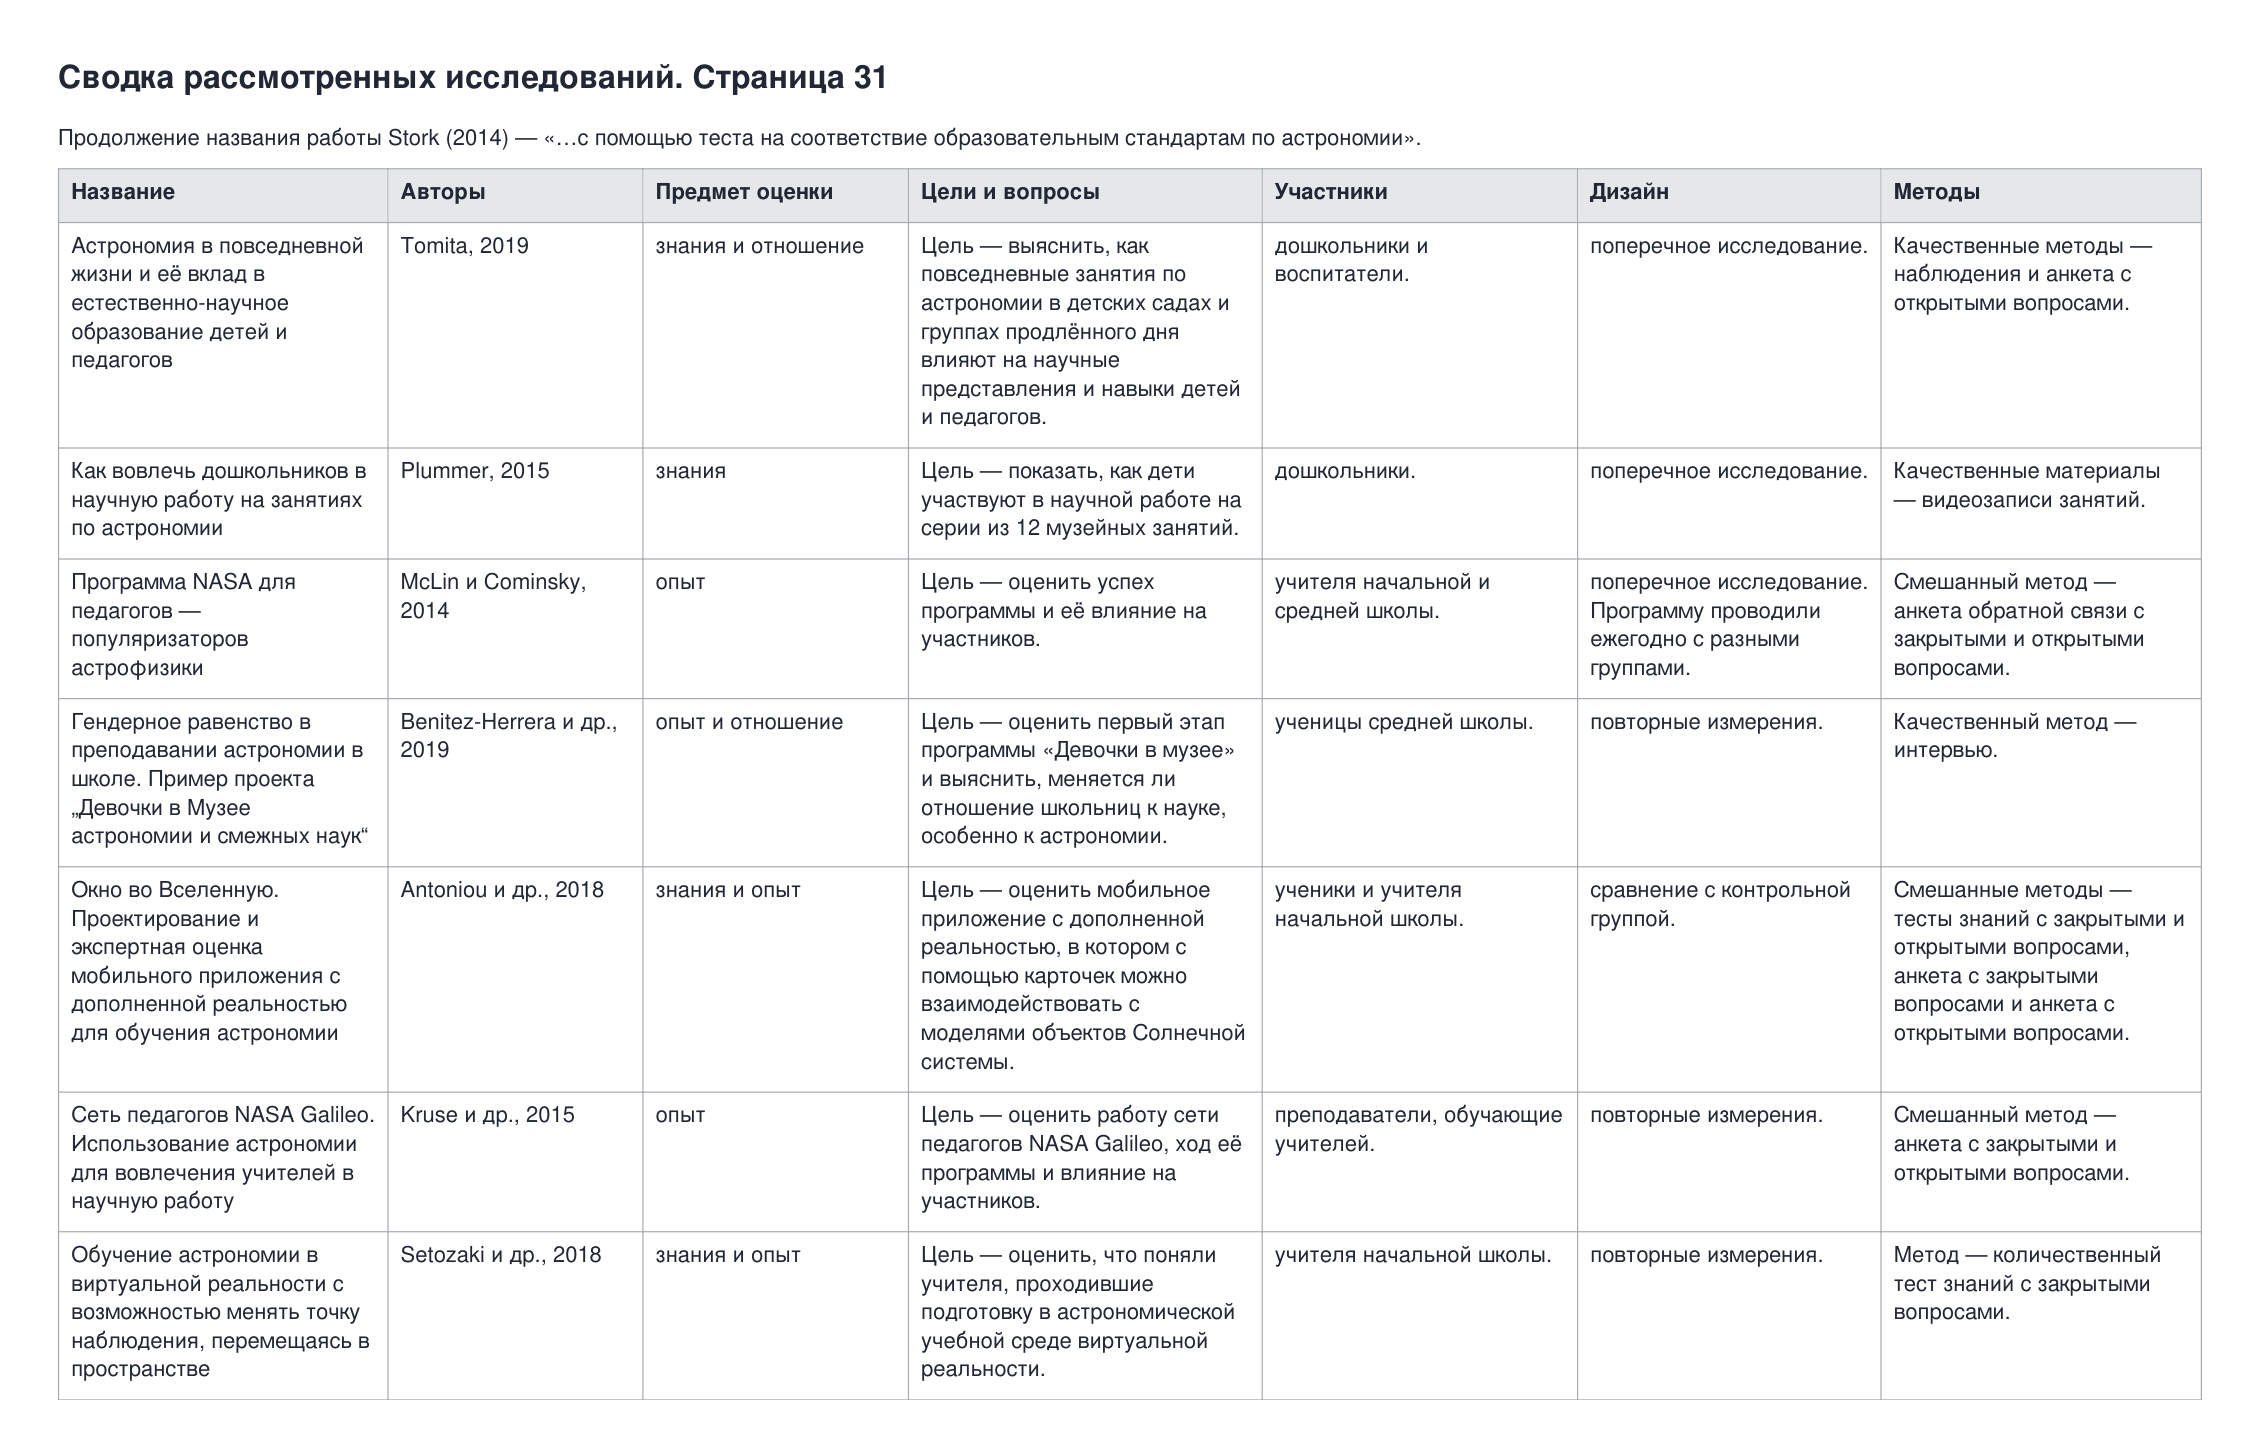 Сводка рассмотренных исследований. Страница 31
Продолжение названия работы Stork (2014) — «…с помощью теста на соответствие образовательным стандартам по астрономии».
Название
Авторы
Предмет оценки
Цели и вопросы
Участники
Дизайн
Методы
Астрономия в повседневной
жизни и её вклад в
естественно-научное
образование детей и
педагогов
Tomita, 2019
знания и отношение
Цель — выяснить, как
повседневные занятия по
астрономии в детских садах и
группах продлённого дня
влияют на научные
представления и навыки детей
и педагогов.
дошкольники и
воспитатели.
поперечное исследование.
Качественные методы —
наблюдения и анкета с
открытыми вопросами.
Как вовлечь дошкольников в
научную работу на занятиях
по астрономии
Plummer, 2015
знания
Цель — показать, как дети
участвуют в научной работе на
серии из 12 музейных занятий.
дошкольники.
поперечное исследование.
Качественные материалы
— видеозаписи занятий.
Программа NASA для
педагогов —
популяризаторов
астрофизики
McLin и Cominsky,
2014
опыт
Цель — оценить успех
программы и её влияние на
участников.
учителя начальной и
средней школы.
поперечное исследование.
Программу проводили
ежегодно с разными
группами.
Смешанный метод —
анкета обратной связи с
закрытыми и открытыми
вопросами.
Гендерное равенство в
преподавании астрономии в
школе. Пример проекта
„Девочки в Музее
астрономии и смежных наук“
Benitez-Herrera и др.,
2019
опыт и отношение
Цель — оценить первый этап
программы «Девочки в музее»
и выяснить, меняется ли
отношение школьниц к науке,
особенно к астрономии.
ученицы средней школы.
повторные измерения.
Качественный метод —
интервью.
Окно во Вселенную.
Проектирование и
экспертная оценка
мобильного приложения с
дополненной реальностью
для обучения астрономии
Antoniou и др., 2018
знания и опыт
Цель — оценить мобильное
приложение с дополненной
реальностью, в котором с
помощью карточек можно
взаимодействовать с
моделями объектов Солнечной
системы.
ученики и учителя
начальной школы.
сравнение с контрольной
группой.
Смешанные методы —
тесты знаний с закрытыми и
открытыми вопросами,
анкета с закрытыми
вопросами и анкета с
открытыми вопросами.
Сеть педагогов NASA Galileo.
Использование астрономии
для вовлечения учителей в
научную работу
Kruse и др., 2015
опыт
Цель — оценить работу сети
педагогов NASA Galileo, ход её
программы и влияние на
участников.
преподаватели, обучающие
учителей.
повторные измерения.
Смешанный метод —
анкета с закрытыми и
открытыми вопросами.
Обучение астрономии в
виртуальной реальности с
возможностью менять точку
наблюдения, перемещаясь в
пространстве
Setozaki и др., 2018
знания и опыт
Цель — оценить, что поняли
учителя, проходившие
подготовку в астрономической
учебной среде виртуальной
реальности.
учителя начальной школы.
повторные измерения.
Метод — количественный
тест знаний с закрытыми
вопросами.